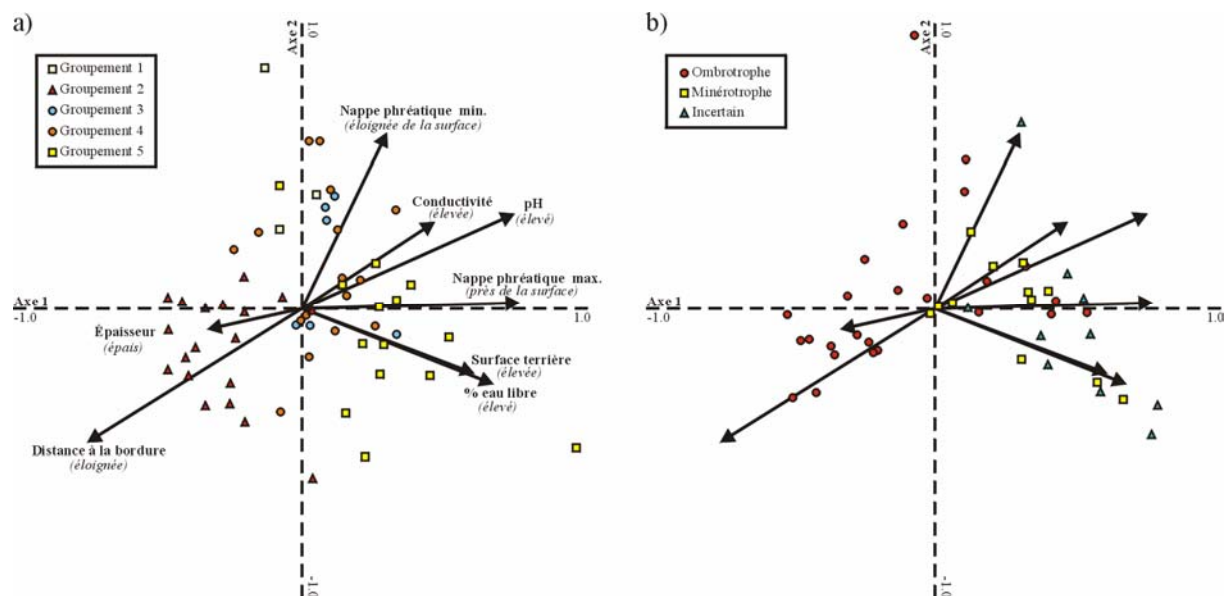 a)
Axe 2
1.0
Groupement 1
Groupement 2
Groupement 3
Groupement 4
Groupement 5
Nappe phréatique min.
(éloignée de la surface)
Conductivité
(élevée)
pH
(élevé)
Nappe phréatique max.
(près de la surface)
Axe 1
-1.0
1.0
Épaisseur
(épais)
Surface terrière
(élevée)
% eau libre
(élevé)
Distance à la bordure
(éloignée)
-1.0
b)
Axe 2
1.0
Ombrotrophe
Minérotrophe
Incertain
Axe 1
-1.0
1.0
-1.0